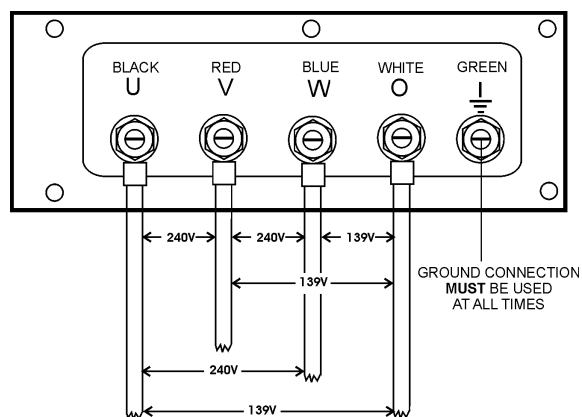 BLACK RED BLUE WHITE GREEN
U V W O
240V 240V 139V
139V
GROUND CONNECTION
MUST BE USED
AT ALL TIMES
240V
139V